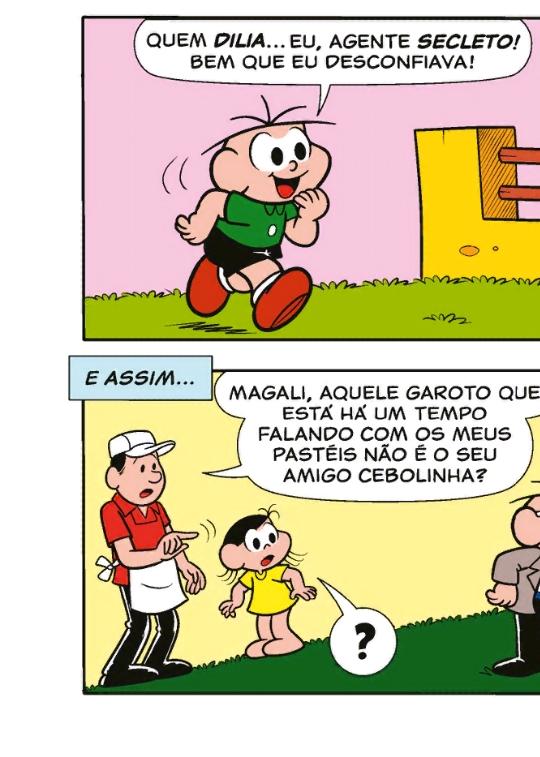 QUEM DILIA... EU, AGENTE SECLETO!
BEM QUE EU DESCONFIAVA!
E ASSIM...
MAGALI, AQUELE GAROTO QUE
ESTÁ HÁ UM TEMPO
FALANDO COM OS MEUS
PASTÉIS NÃO É O SEU
AMIGO CEBOLINHA?
?